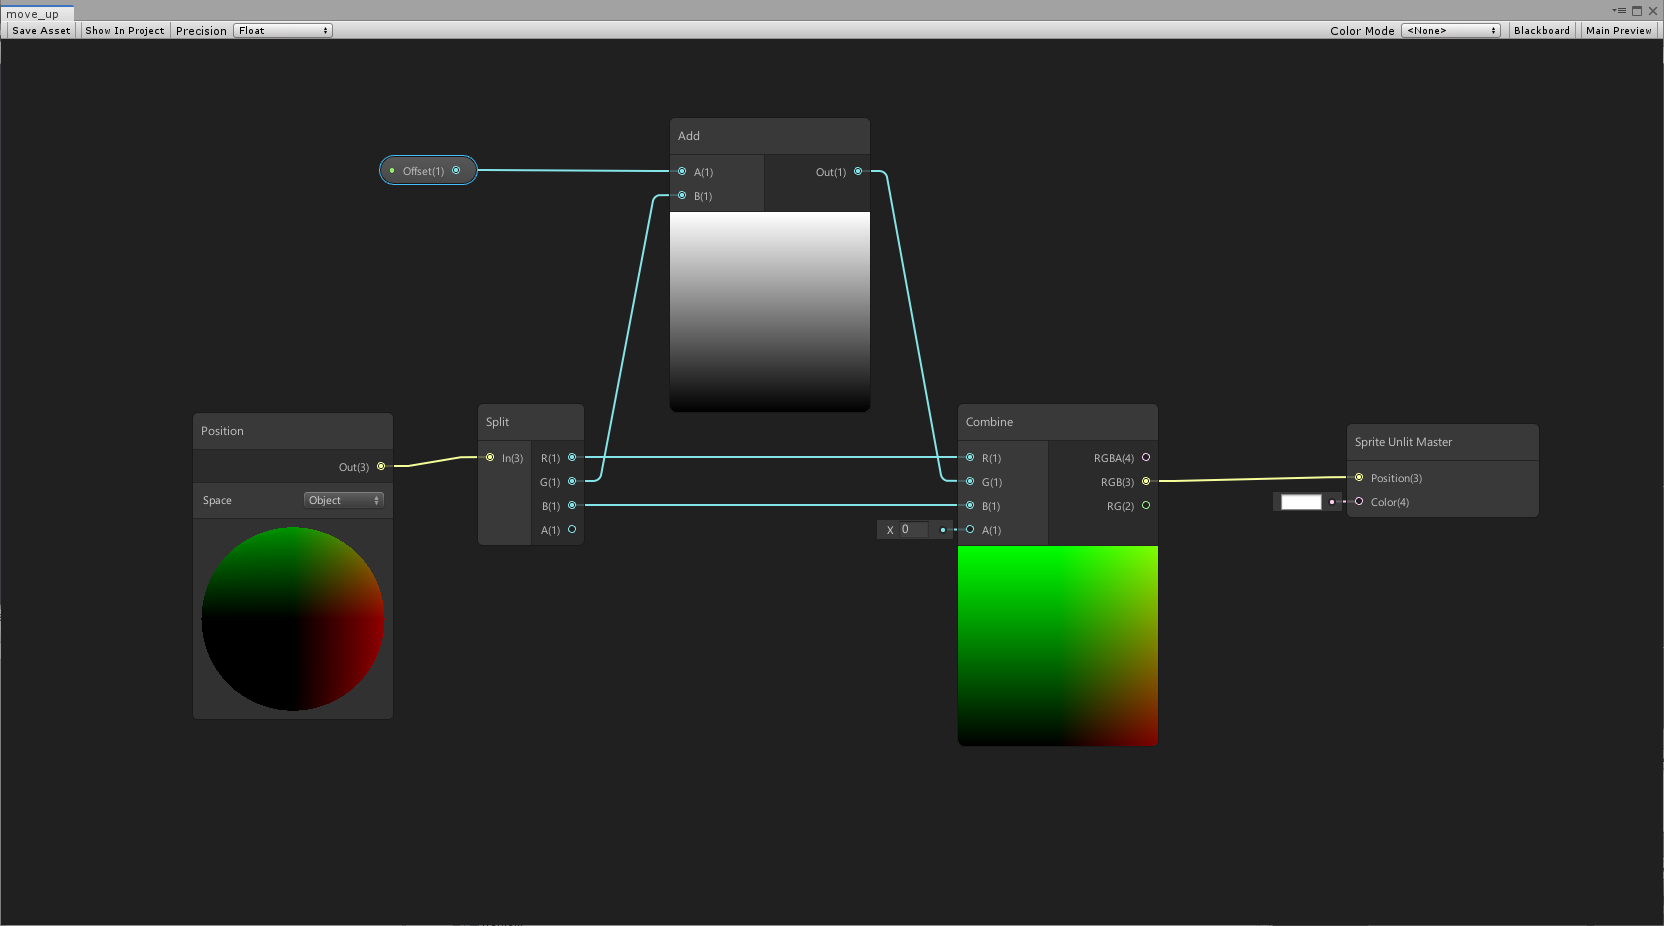 move_up
Save Asset Show In Project Precision Float Color Mode <None> Blackboard Main Preview
Add
Offset(1)
A(1) Out(1)
B(1)
Position
Out(3)
Space Object
Split
In(3) R(1)
G(1)
B(1)
A(1)
Combine
R(1) RGBA(4)
G(1) RGB(3)
B(1) RG(2)
X 0 A(1)
Sprite Unlit Master
Position(3)
Color(4)